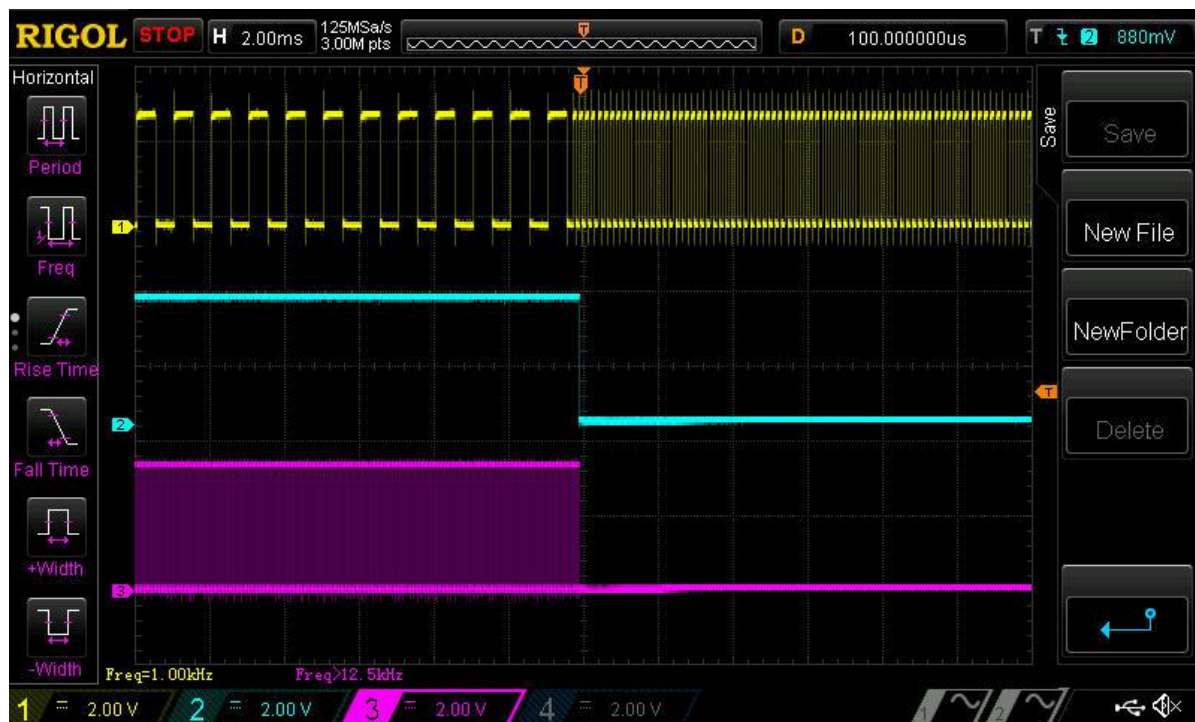 RIGOL STOP H 2.00ms 125MSa/s 3.00M pts T D 100.000000us T 2 880mV
Horizontal
Period
Freq
Rise Time
Fall Time
+Width
-Width
T
1
2
3
T
Freq=1.00kHz Freq>12.5kHz
Save
Save
New File
NewFolder
Delete
1 = 2.00 V 2 = 2.00 V 3 = 2.00 V 4 = 2.00 V 1 2